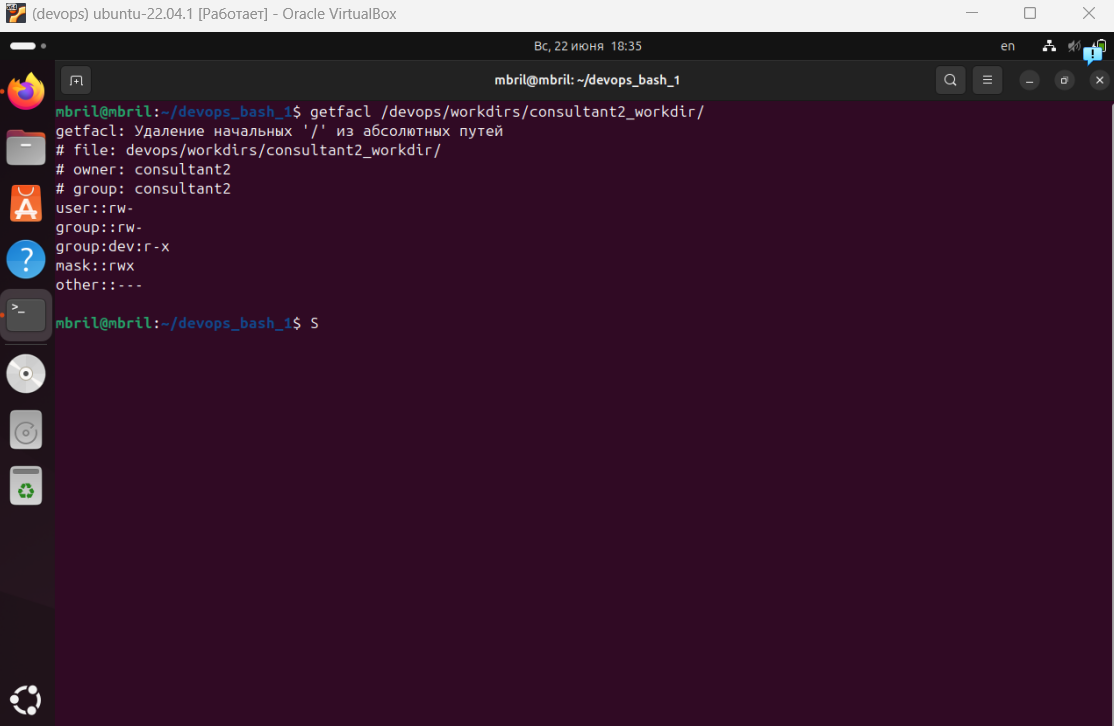 (devops) ubuntu-22.04.1 [Работает] - Oracle VirtualBox
Вс, 22 июня 18:35
en
mbril@mbril: ~/devops_bash_1
mbril@mbril:~/devops_bash_1$ getfacl /devops/workdirs/consultant2_workdir/
getfacl: Удаление начальных '/' из абсолютных путей
# file: devops/workdirs/consultant2_workdir/
# owner: consultant2
# group: consultant2
user::rw-
group::rw-
group:dev:r-x
mask::rwx
other::---
mbril@mbril:~/devops_bash_1$ S